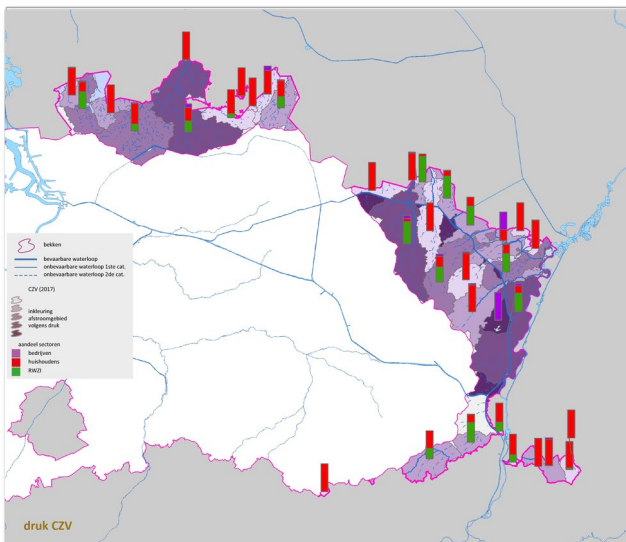 bekken
bevaarbare waterloop
onbevaarbare waterloop 1ste cat.
onbevaarbare waterloop 2de cat.
CZV (2017)
inkleuring
afstroomgebied
volgens druk
aandeel sectoren
bedrijven
huishoudens
RWZI
druk CZV